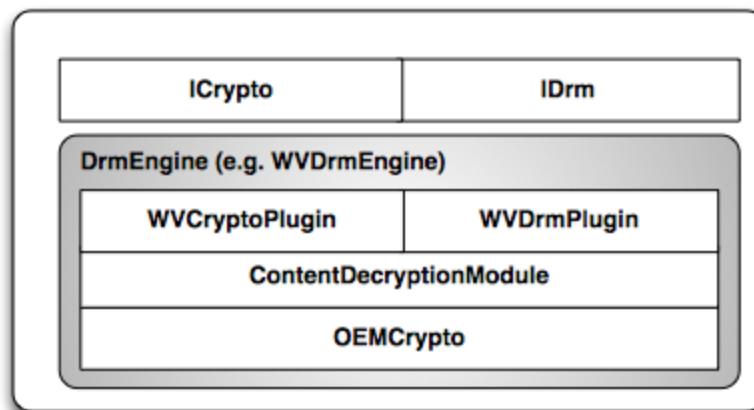 ICrypto IDrm
DrmEngine (e.g. WVDrmEngine)
WVCryptoPlugin WVDrmPlugin
ContentDecryptionModule
OEMCrypto